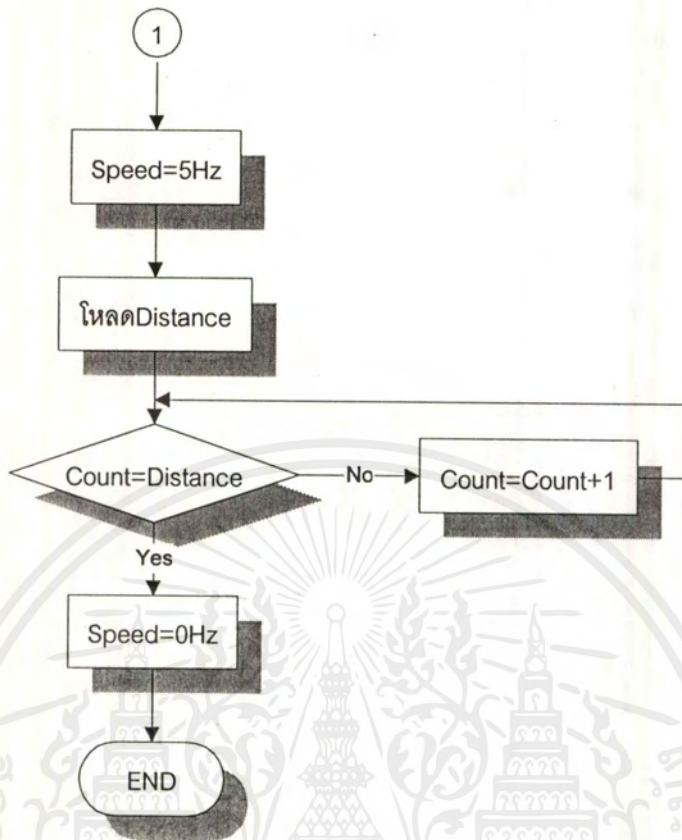 1
Speed=5Hz
โหลดDistance
Count=Distance
No
Count=Count+1
Yes
Speed=0Hz
END